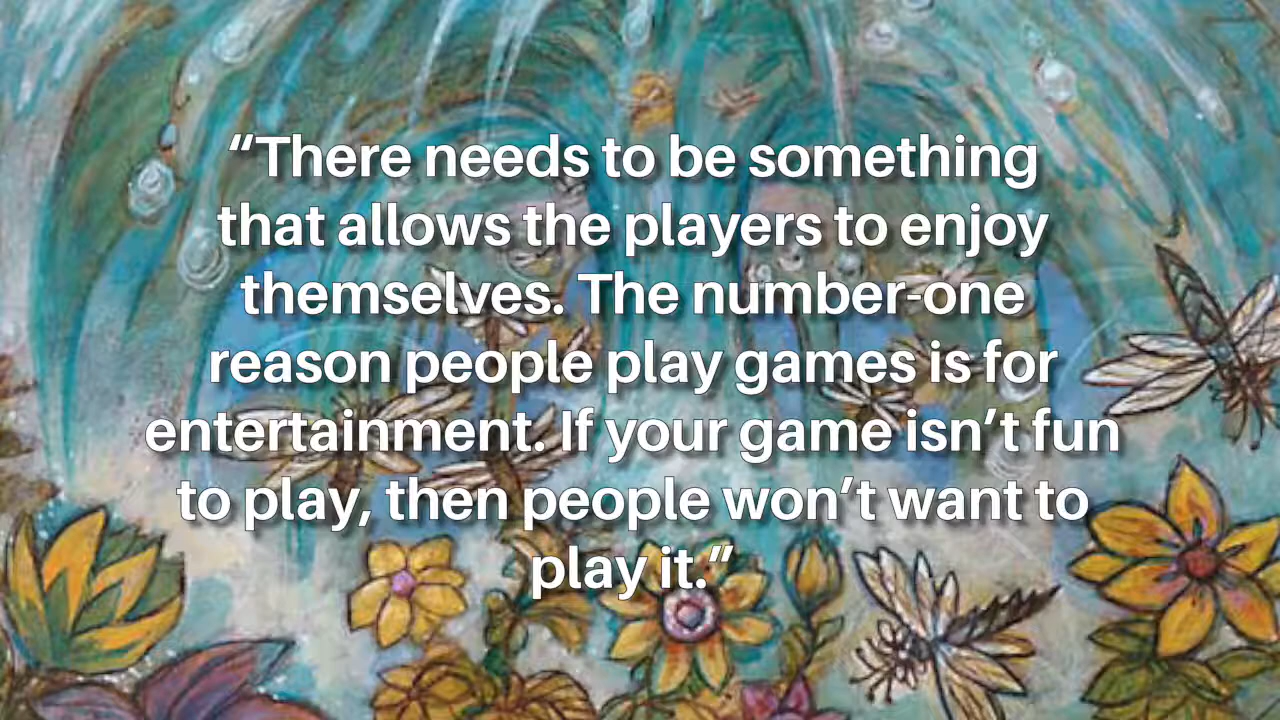 “There needs to be something
that allows the players to enjoy
themselves. The number-one
reason people play games is for
entertainment. If your game isn’t fun
to play, then people won’t want to
play it.”